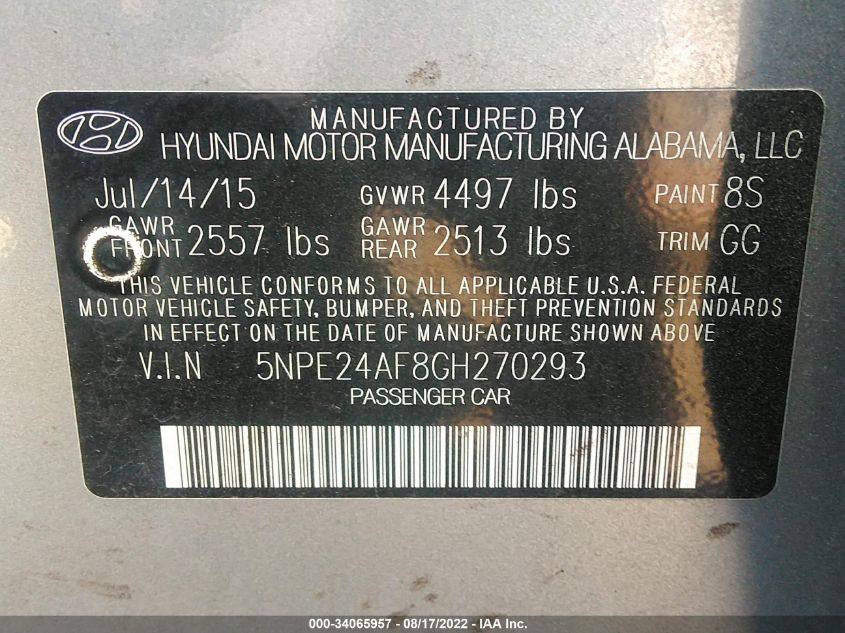 MANUFACTURED BY
HYUNDAI MOTOR MANUFACTURING ALABAMA, LLC
Jul/14/15 GVWR 4497 lbs PAINT 8S
GAWR FRONT 2557 lbs GAWR REAR 2513 lbs TRIM GG
THIS VEHICLE CONFORMS TO ALL APPLICABLE U.S.A. FEDERAL
MOTOR VEHICLE SAFETY, BUMPER, AND THEFT PREVENTION STANDARDS
IN EFFECT ON THE DATE OF MANUFACTURE SHOWN ABOVE
V.I.N 5NPE24AF8GH270293
PASSENGER CAR
000-34065957 - 08/17/2022 - IAA Inc.